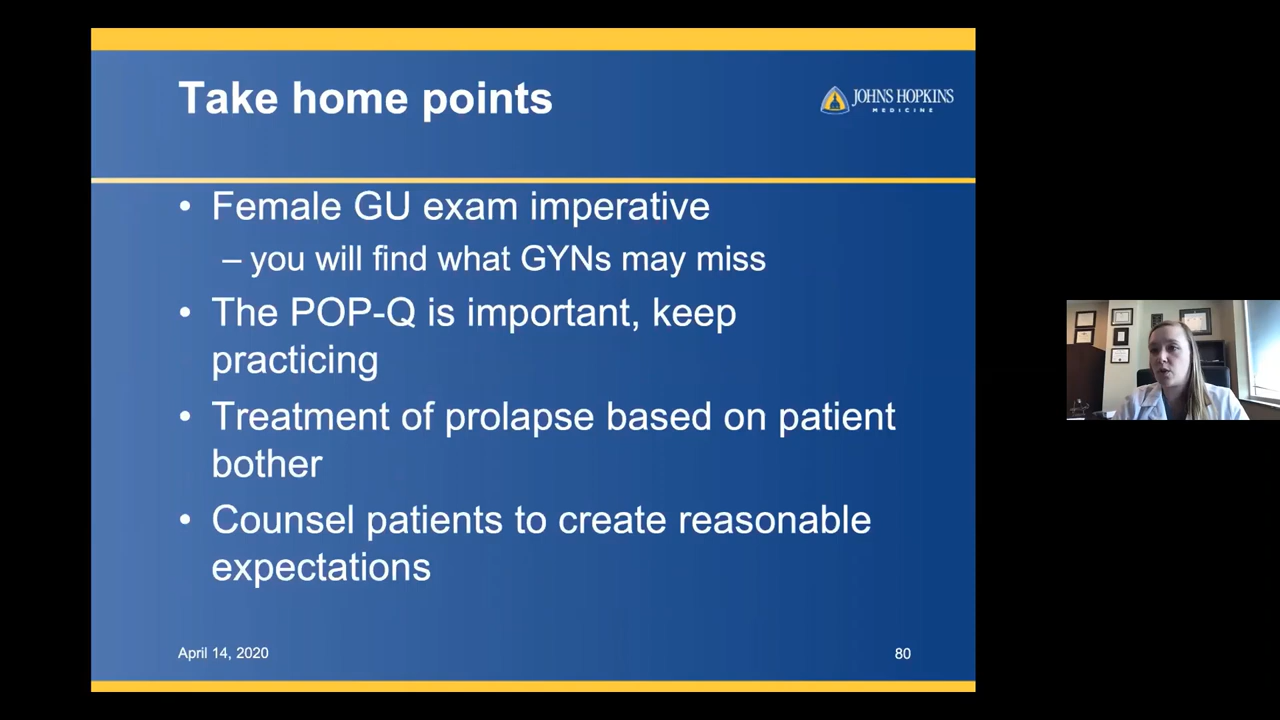 Take home points
JOHNS HOPKINS
MEDICINE
• Female GU exam imperative
– you will find what GYNs may miss
• The POP-Q is important, keep
practicing
• Treatment of prolapse based on patient
bother
• Counsel patients to create reasonable
expectations
April 14, 2020
80